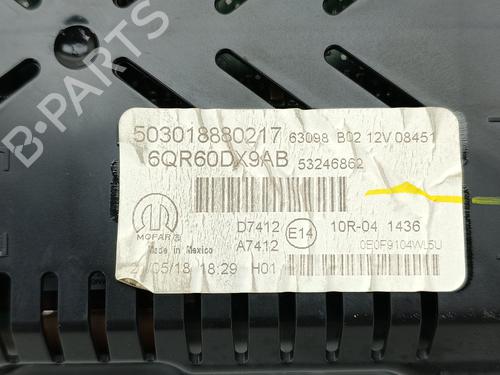 B-PARTS
503018880217 63098 B02 12V 08451
6QR60DX9AB 53246862
MOPAR®
Made in Mexico
D7412 E14 10R-04 1436
A7412
/05/18 18:29 H01
0E0F9104WL5U